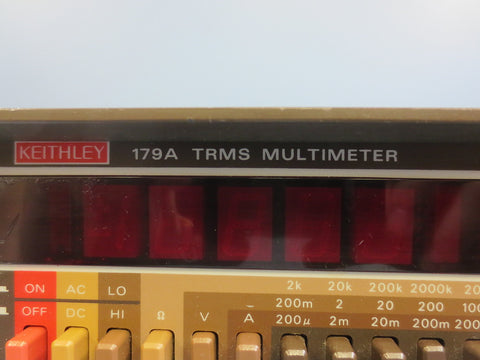 KEITHLEY 179A TRMS MULTIMETER
ON AC LO 2k 20k 200k 2000k
OFF DC HI Ω V A 200m 2 20 200
200μ 2m 20m 200m